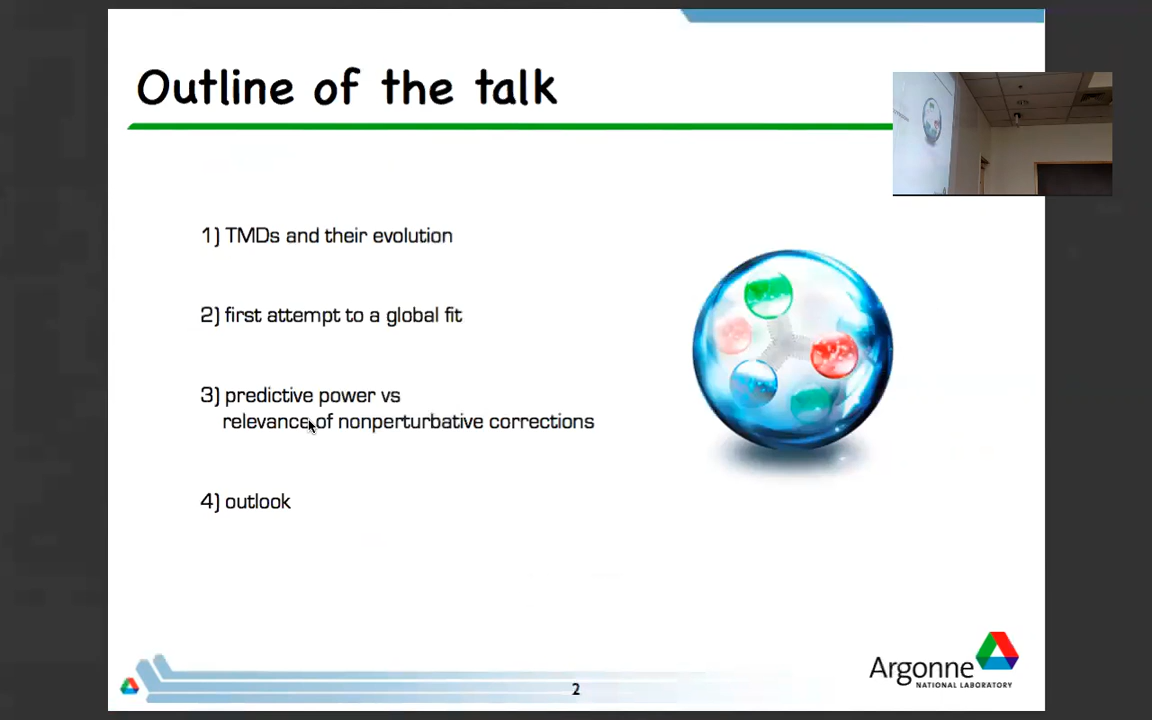 Outline of the talk
1) TMDs and their evolution
2) first attempt to a global fit
3) predictive power vs
relevance of nonperturbative corrections
4) outlook
2
Argonne
NATIONAL LABORATORY